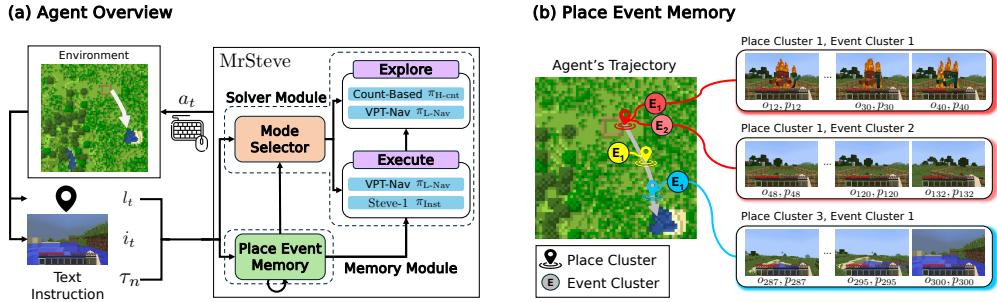 (a) Agent Overview
Environment
a_t
l_t
i_t
τ_n
Text
Instruction
MrSteve
Solver Module
Mode
Selector
Place Event
Memory
Memory Module
Explore
Count-Based π_H-cnt
VPT-Nav π_L-Nav
Execute
VPT-Nav π_L-Nav
Steve-1 π_Inst
(b) Place Event Memory
Agent's Trajectory
E_1
E_2
E_1
E_1
Place Cluster
E Event Cluster
Place Cluster 1, Event Cluster 1
...
o_12, p_12
o_30, p_30
o_40, p_40
Place Cluster 1, Event Cluster 2
...
o_48, p_48
o_120, p_120
o_132, p_132
Place Cluster 3, Event Cluster 1
...
o_287, p_287
o_295, p_295
o_300, p_300